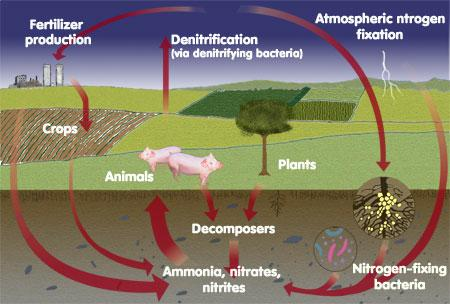 Fertilizer
production
Denitrification
(via denitrifying bacteria)
Atmospheric ntrogen
fixation
Crops
Animals
Plants
Decomposers
Ammonia, nitrates,
nitrites
Nitrogen-fixing
bacteria